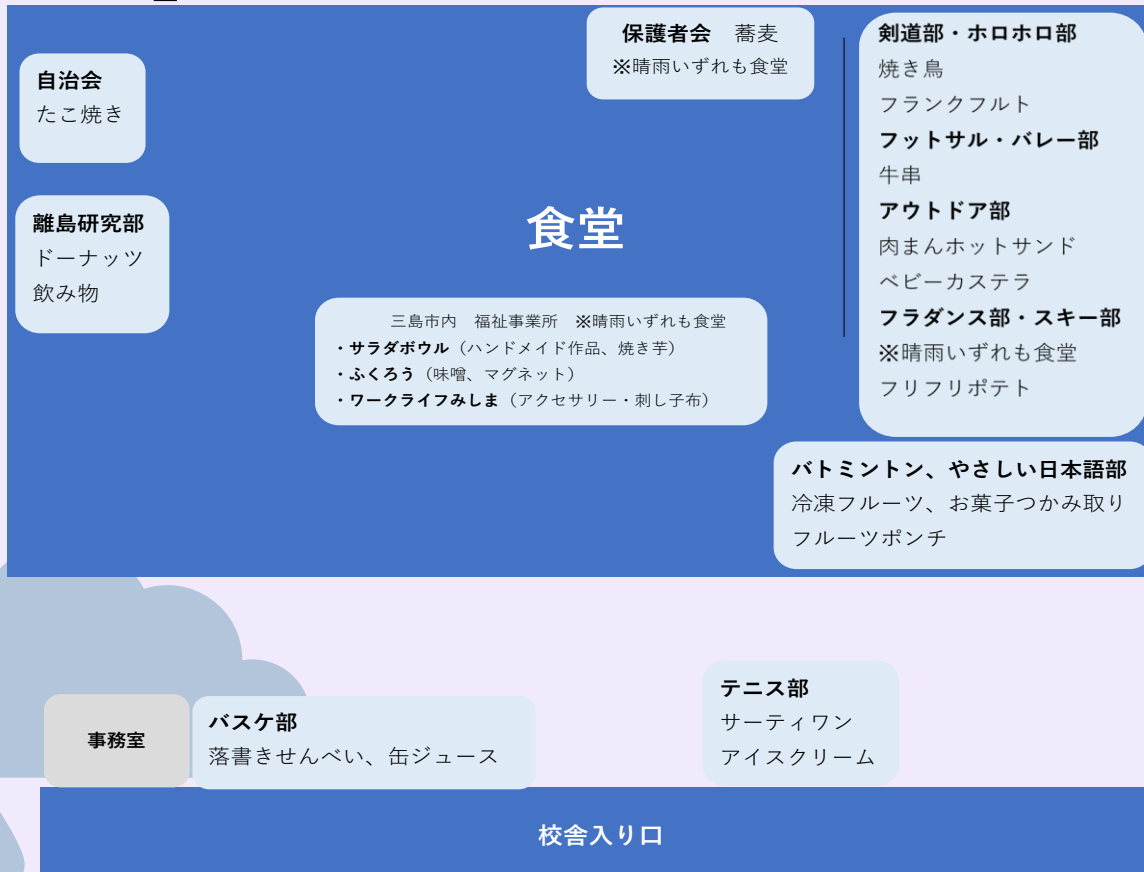 保護者会　蕎麦
※晴雨いずれも食堂
自治会
たこ焼き
離島研究部
ドーナッツ
飲み物
食堂
三島市内　福祉事業所　※晴雨いずれも食堂
・サラダボウル（ハンドメイド作品、焼き芋）
・ふくろう（味噌、マグネット）
・ワークライフみしま（アクセサリー・刺し子布）
剣道部・ホロホロ部
焼き鳥
フランクフルト
フットサル・バレー部
牛串
アウトドア部
肉まんホットサンド
ベビーカステラ
フラダンス部・スキー部
※晴雨いずれも食堂
フリフリポテト
バトミントン、やさしい日本語部
冷凍フルーツ、お菓子つかみ取り
フルーツポンチ
事務室
バスケ部
落書きせんべい、缶ジュース
テニス部
サーティワン
アイスクリーム
校舎入り口